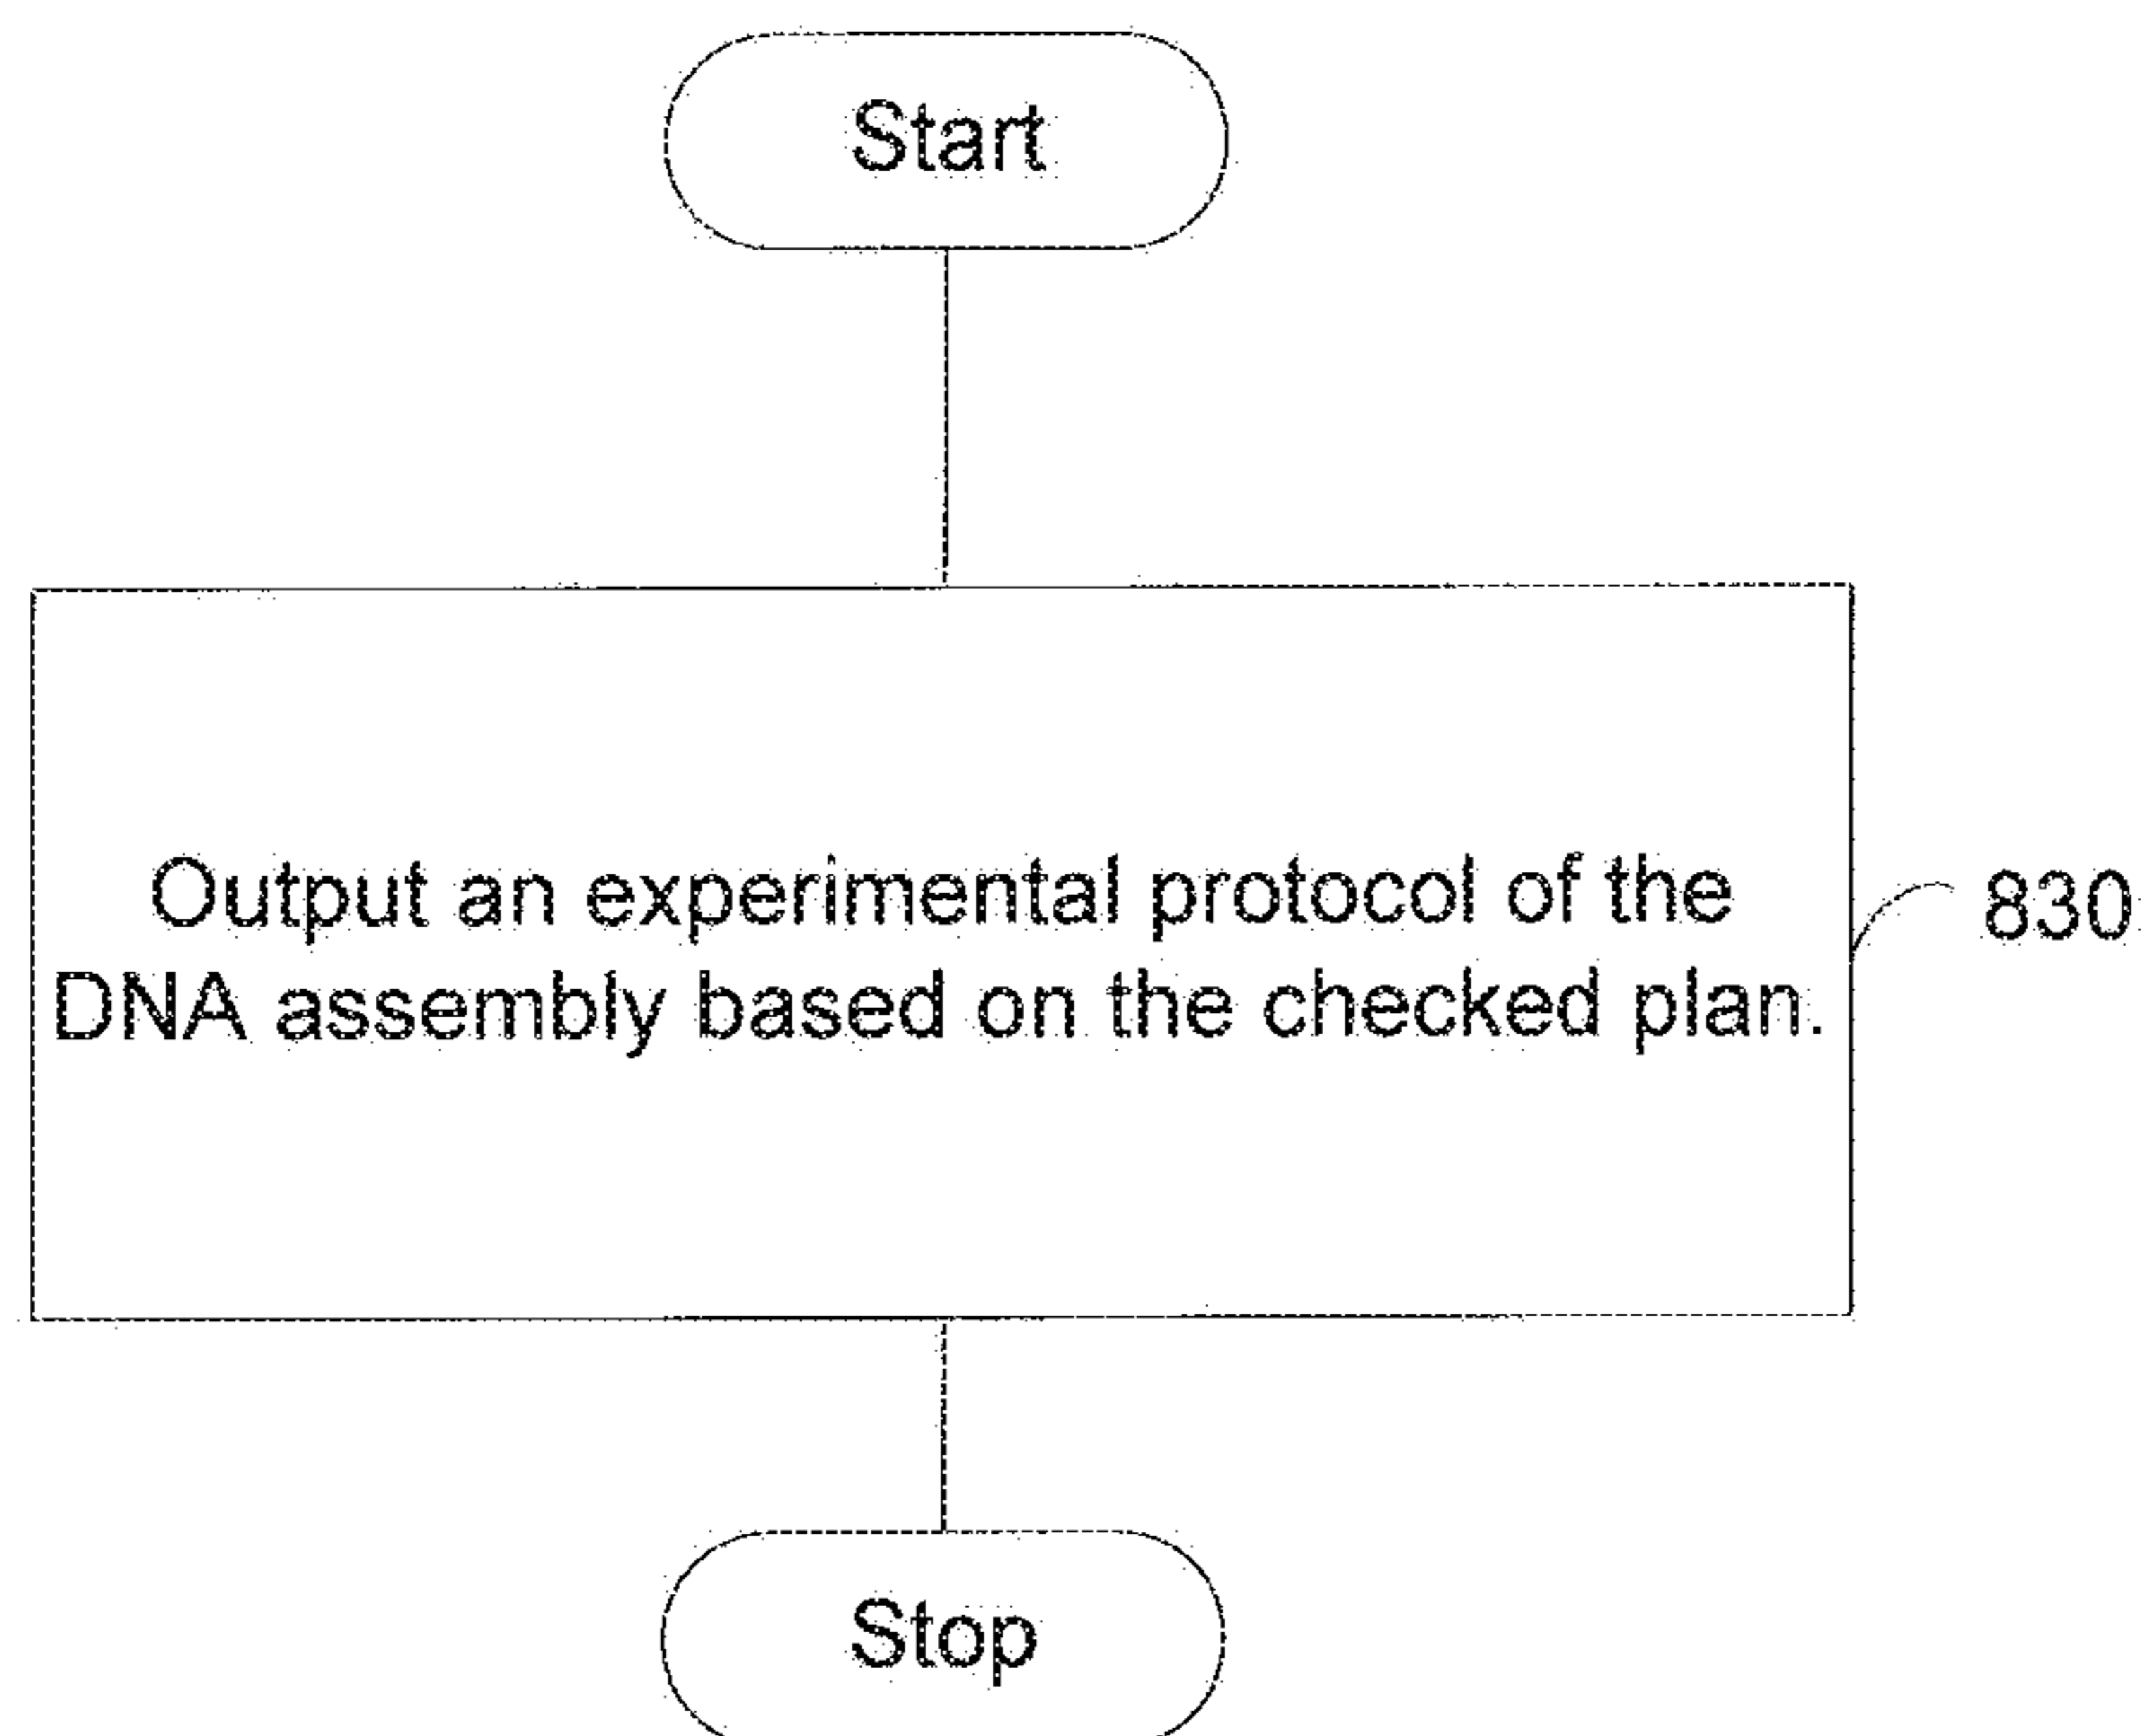 Start
Output an experimental protocol of the
DNA assembly based on the checked plan.
830
Stop